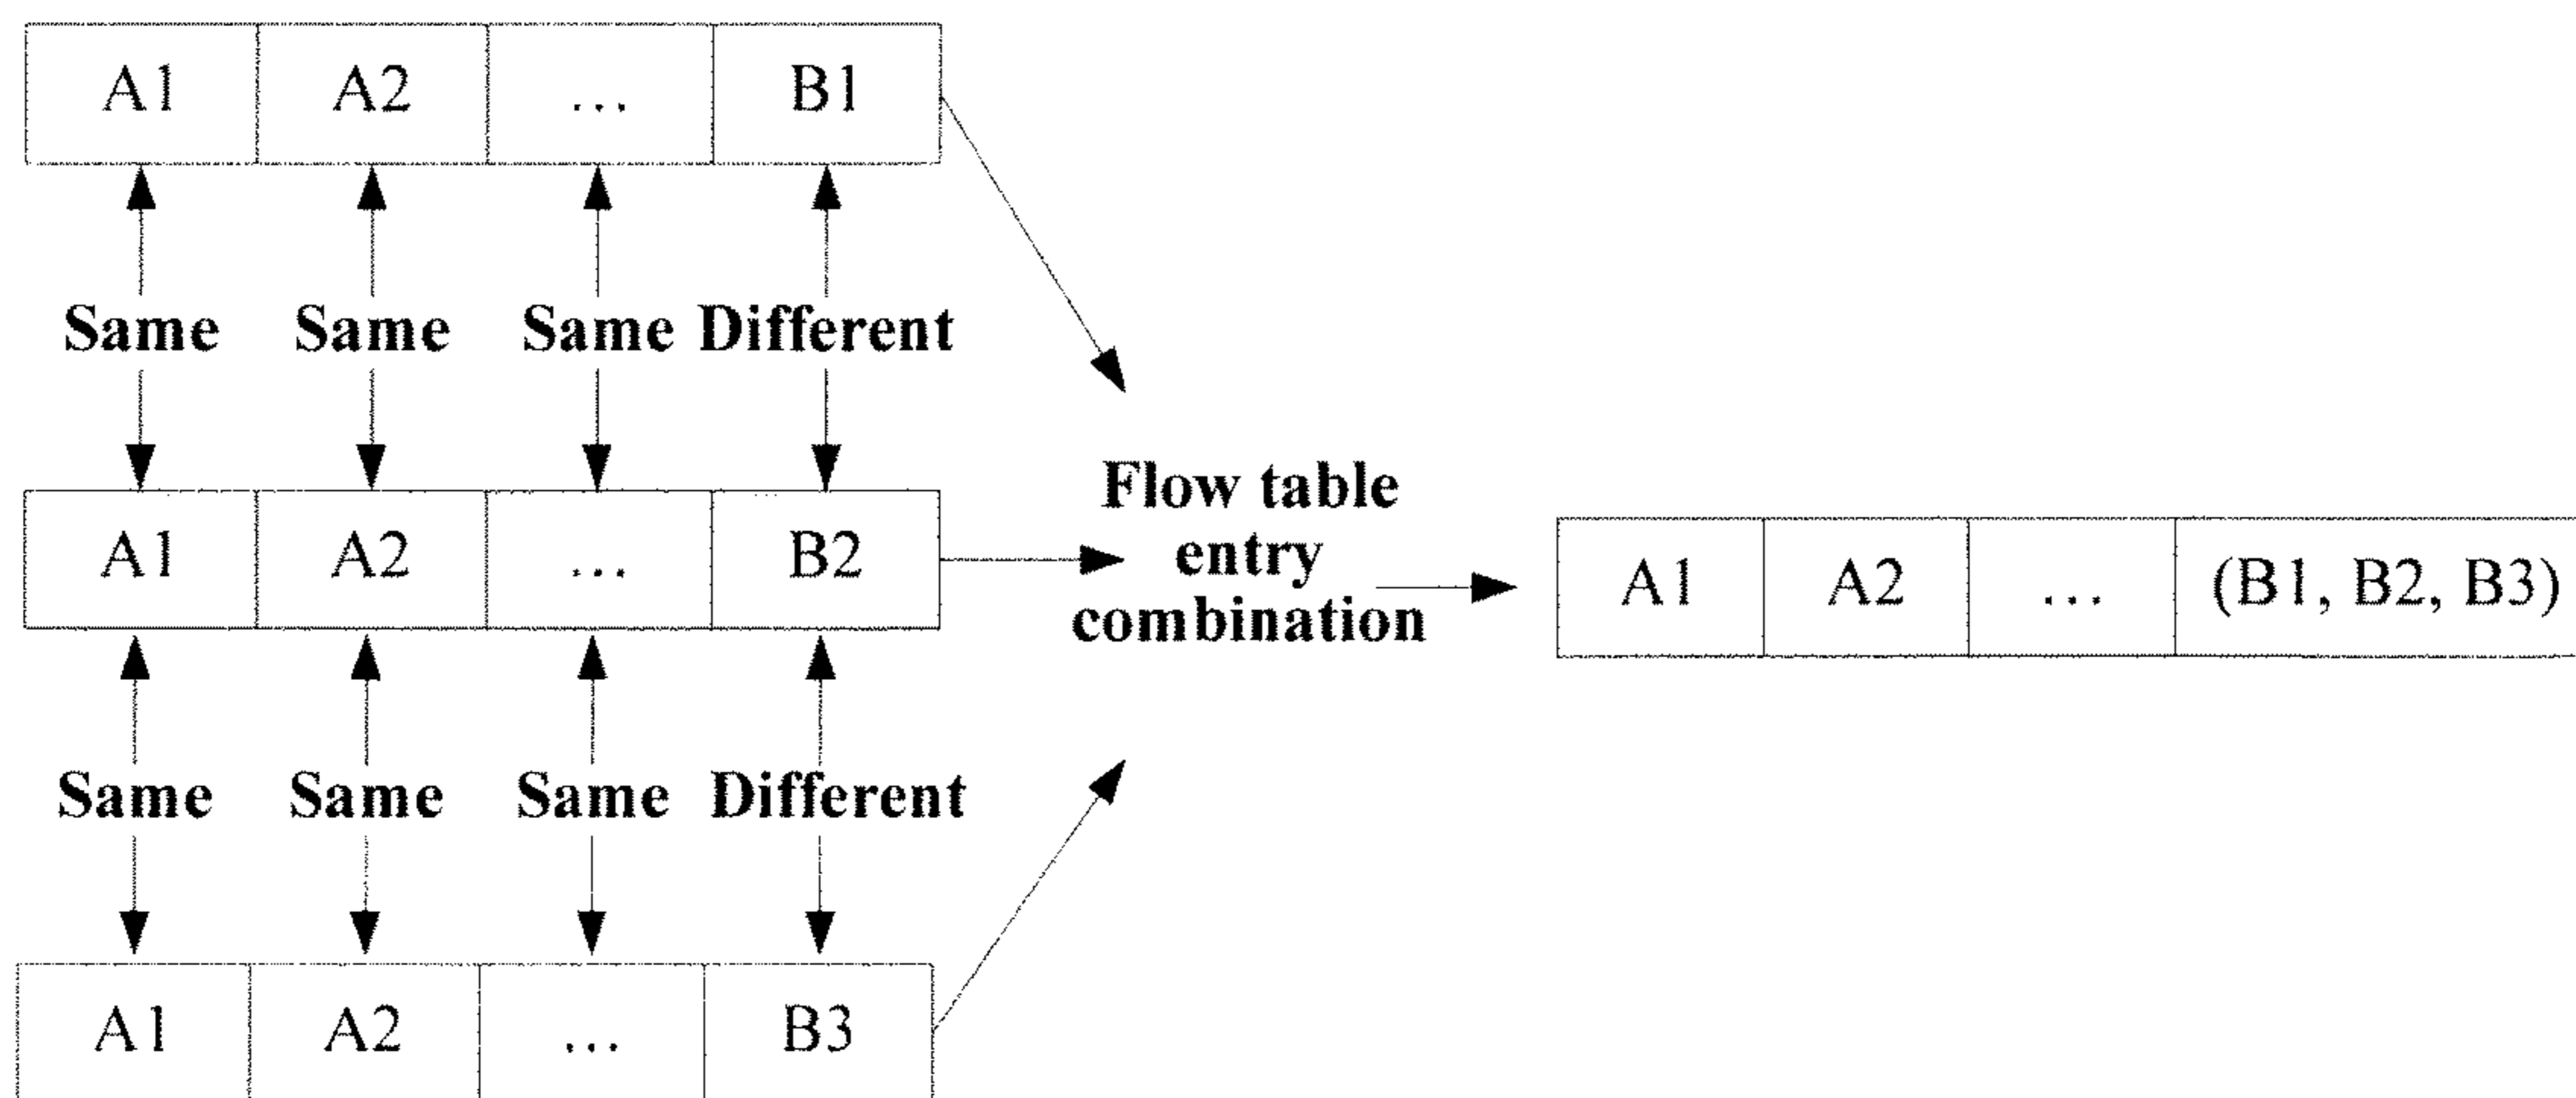 A1 A2 ... B1
Same Same Same Different
A1 A2 ... B2
Flow table
entry
combination
A1 A2 ... (B1, B2, B3)
Same Same Same Different
A1 A2 ... B3